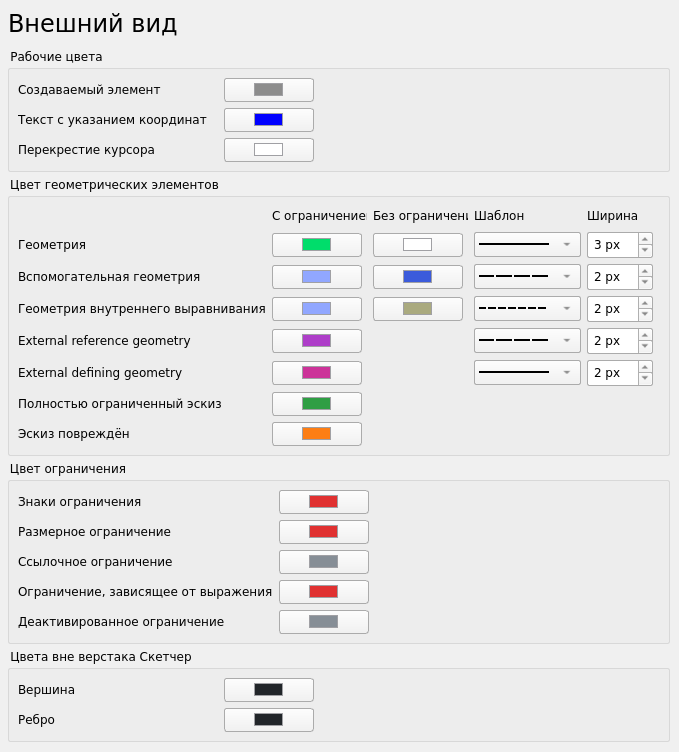 Внешний вид
Рабочие цвета
Создаваемый элемент
Текст с указанием координат
Перекрестие курсора
Цвет геометрических элементов
С ограничение Без ограничени Шаблон Ширина
Геометрия 3 px
Вспомогательная геометрия 2 px
Геометрия внутреннего выравнивания 2 px
External reference geometry 2 px
External defining geometry 2 px
Полностью ограниченный эскиз
Эскиз повреждён
Цвет ограничения
Знаки ограничения
Размерное ограничение
Ссылочное ограничение
Ограничение, зависящее от выражения
Деактивированное ограничение
Цвета вне верстака Скетчер
Вершина
Ребро